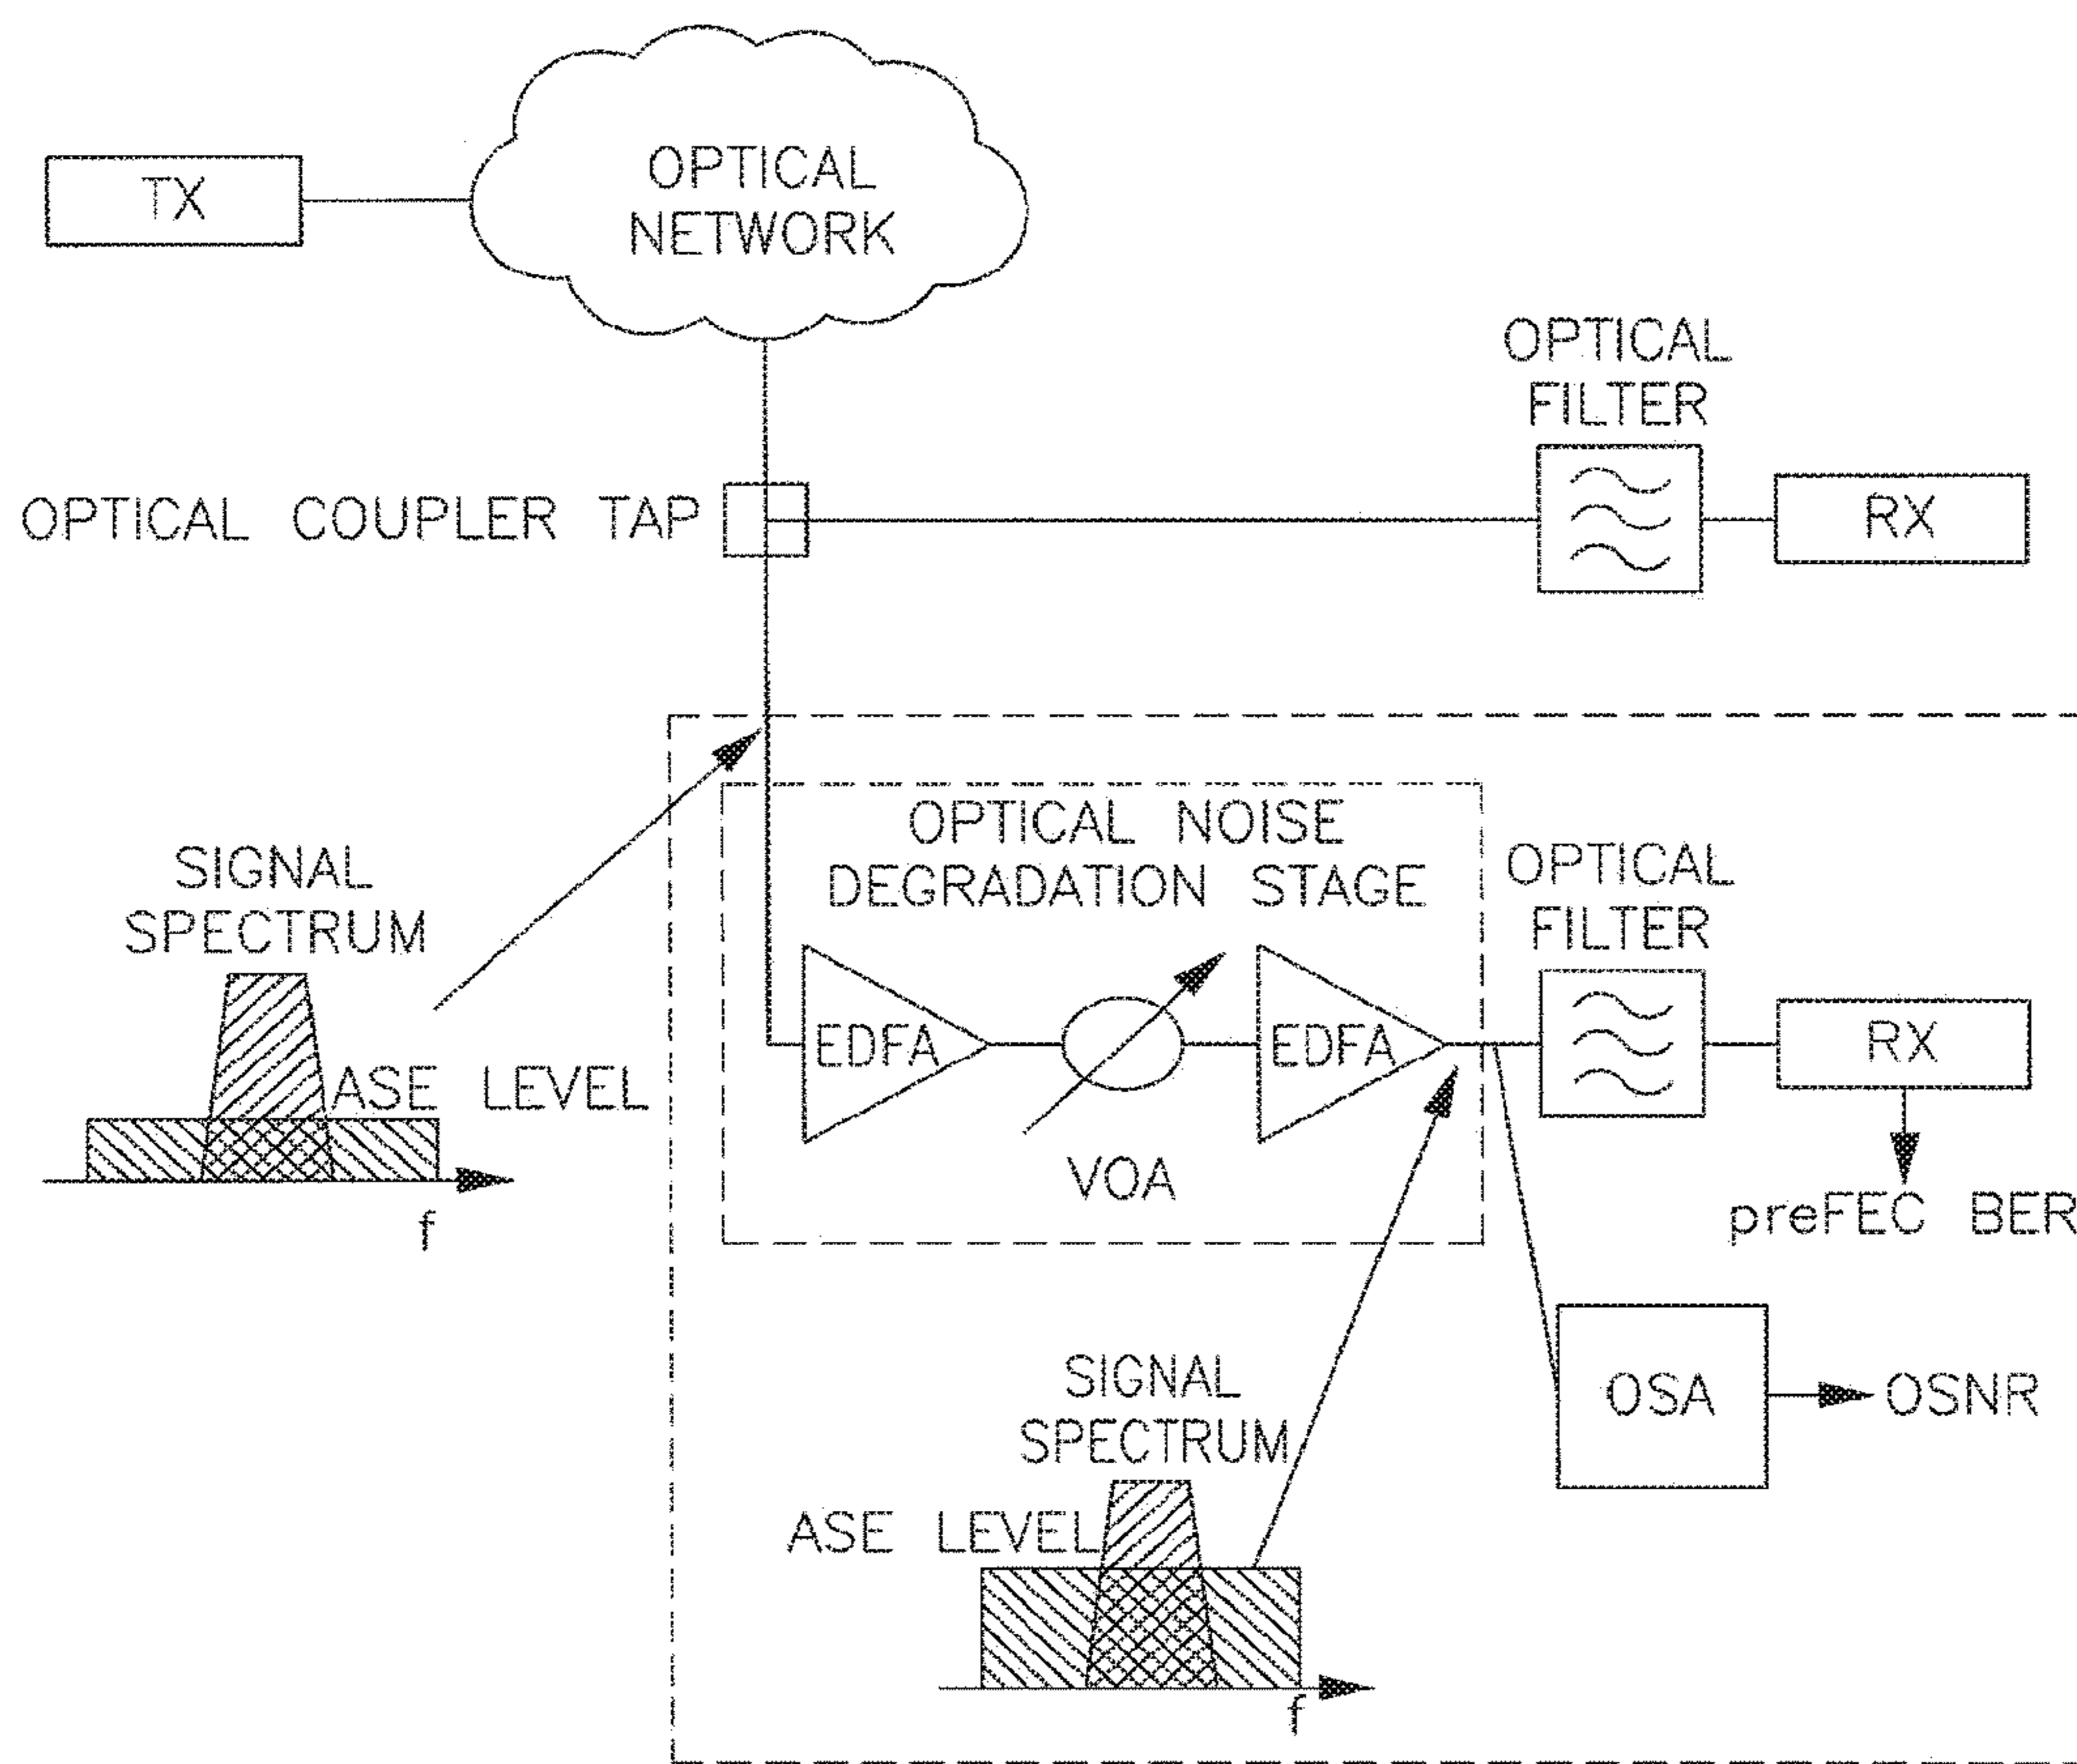 OPTICAL
NETWORK
TX
OPTICAL
FILTER
OPTICAL COUPLER TAP
RX
OPTICAL NOISE
DEGRADATION STAGE
SIGNAL
SPECTRUM
OPTICAL
FILTER
EDFA
EDFA
RX
ASE LEVEL
VOA
f
preFEC BER
SIGNAL
SPECTRUM
OSA
OSNR
ASE LEVEL
f